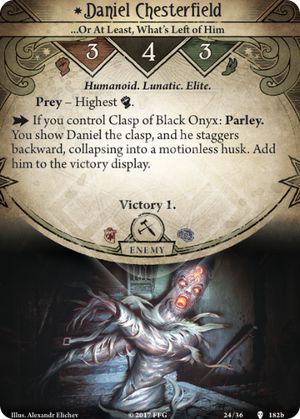 Daniel Chesterfield
...Or At Least, What's Left of Him
3 4 3
Humanoid. Lunatic. Elite.
Prey – Highest
If you control Clasp of Black Onyx: Parley.
You show Daniel the clasp, and he staggers
backward, collapsing into a motionless husk. Add
him to the victory display.
Victory 1.
ENEMY
Illus. Alexandr Elichev © 2017 FFG 24/36 182b